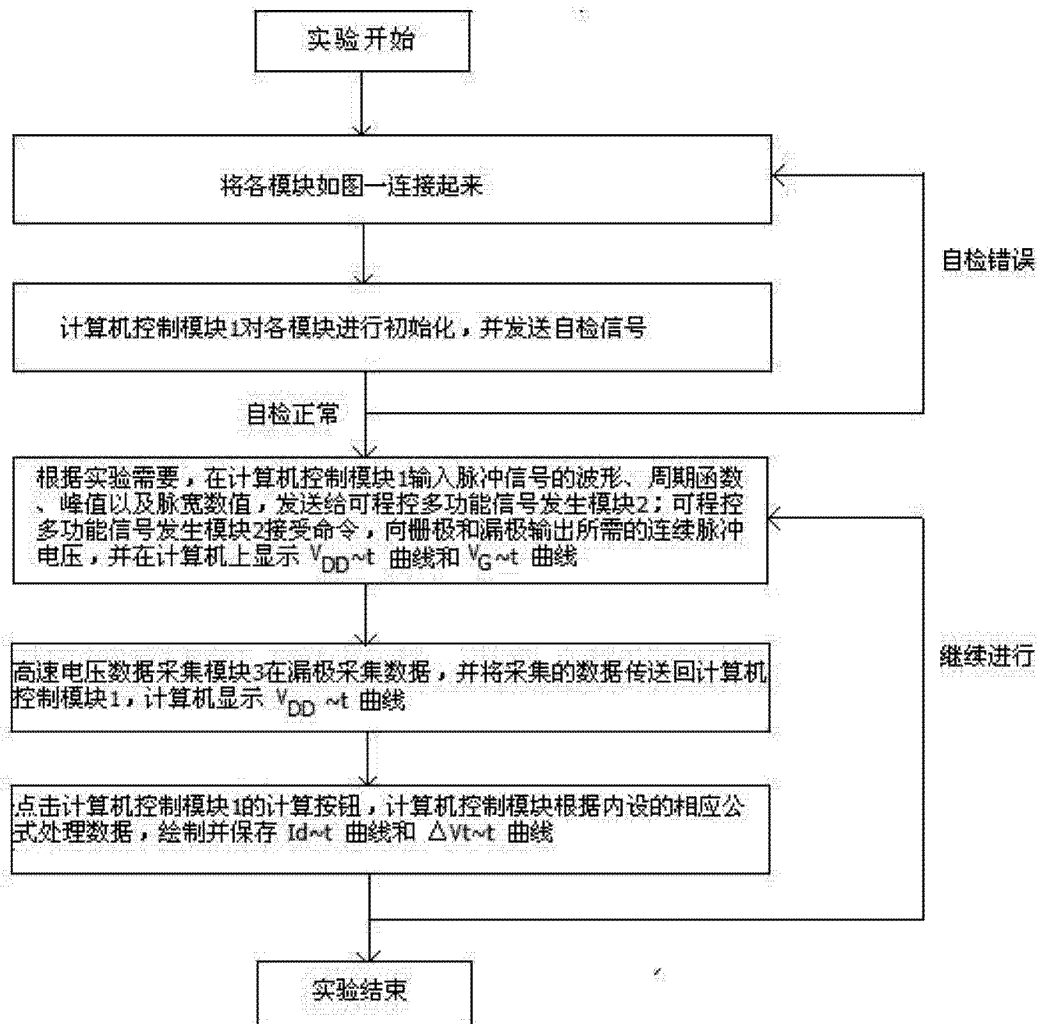 实验开始
将各模块如图一连接起来
自检错误
计算机控制模块1对各模块进行初始化，并发送自检信号
自检正常
根据实验需要，在计算机控制模块1输入脉冲信号的波形、周期函数
、峰值以及脉宽数值，发送给可程控多功能信号发生模块2；可程控
多功能信号发生模块2接受命令，向栅极和漏极输出所需的连续脉冲
电压，并在计算机上显示 VDD~t 曲线和 VG~t 曲线
继续进行
高速电压数据采集模块3在漏极采集数据，并将采集的数据传送回计算机
控制模块1，计算机显示 VDD ~t 曲线
点击计算机控制模块1的计算按钮，计算机控制模块根据内设的相应公
式处理数据，绘制并保存 Id~t 曲线和 △Vt~t 曲线
实验结束